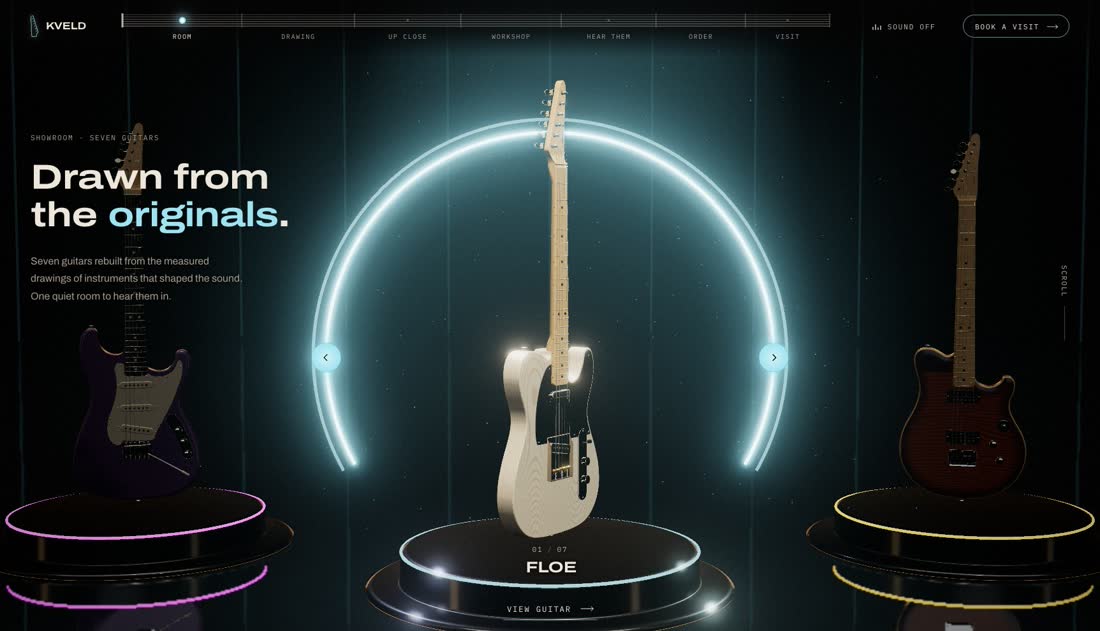 KVELD
ROOM
DRAWING
UP CLOSE
WORKSHOP
HEAR THEM
ORDER
VISIT
SOUND OFF
BOOK A VISIT
SHOWROOM - SEVEN GUITARS
Drawn from
the originals.
Seven guitars rebuilt from the measured
drawings of instruments that shaped the sound.
One quiet room to hear them in.
SCROLL
01 / 07
FLOE
VIEW GUITAR